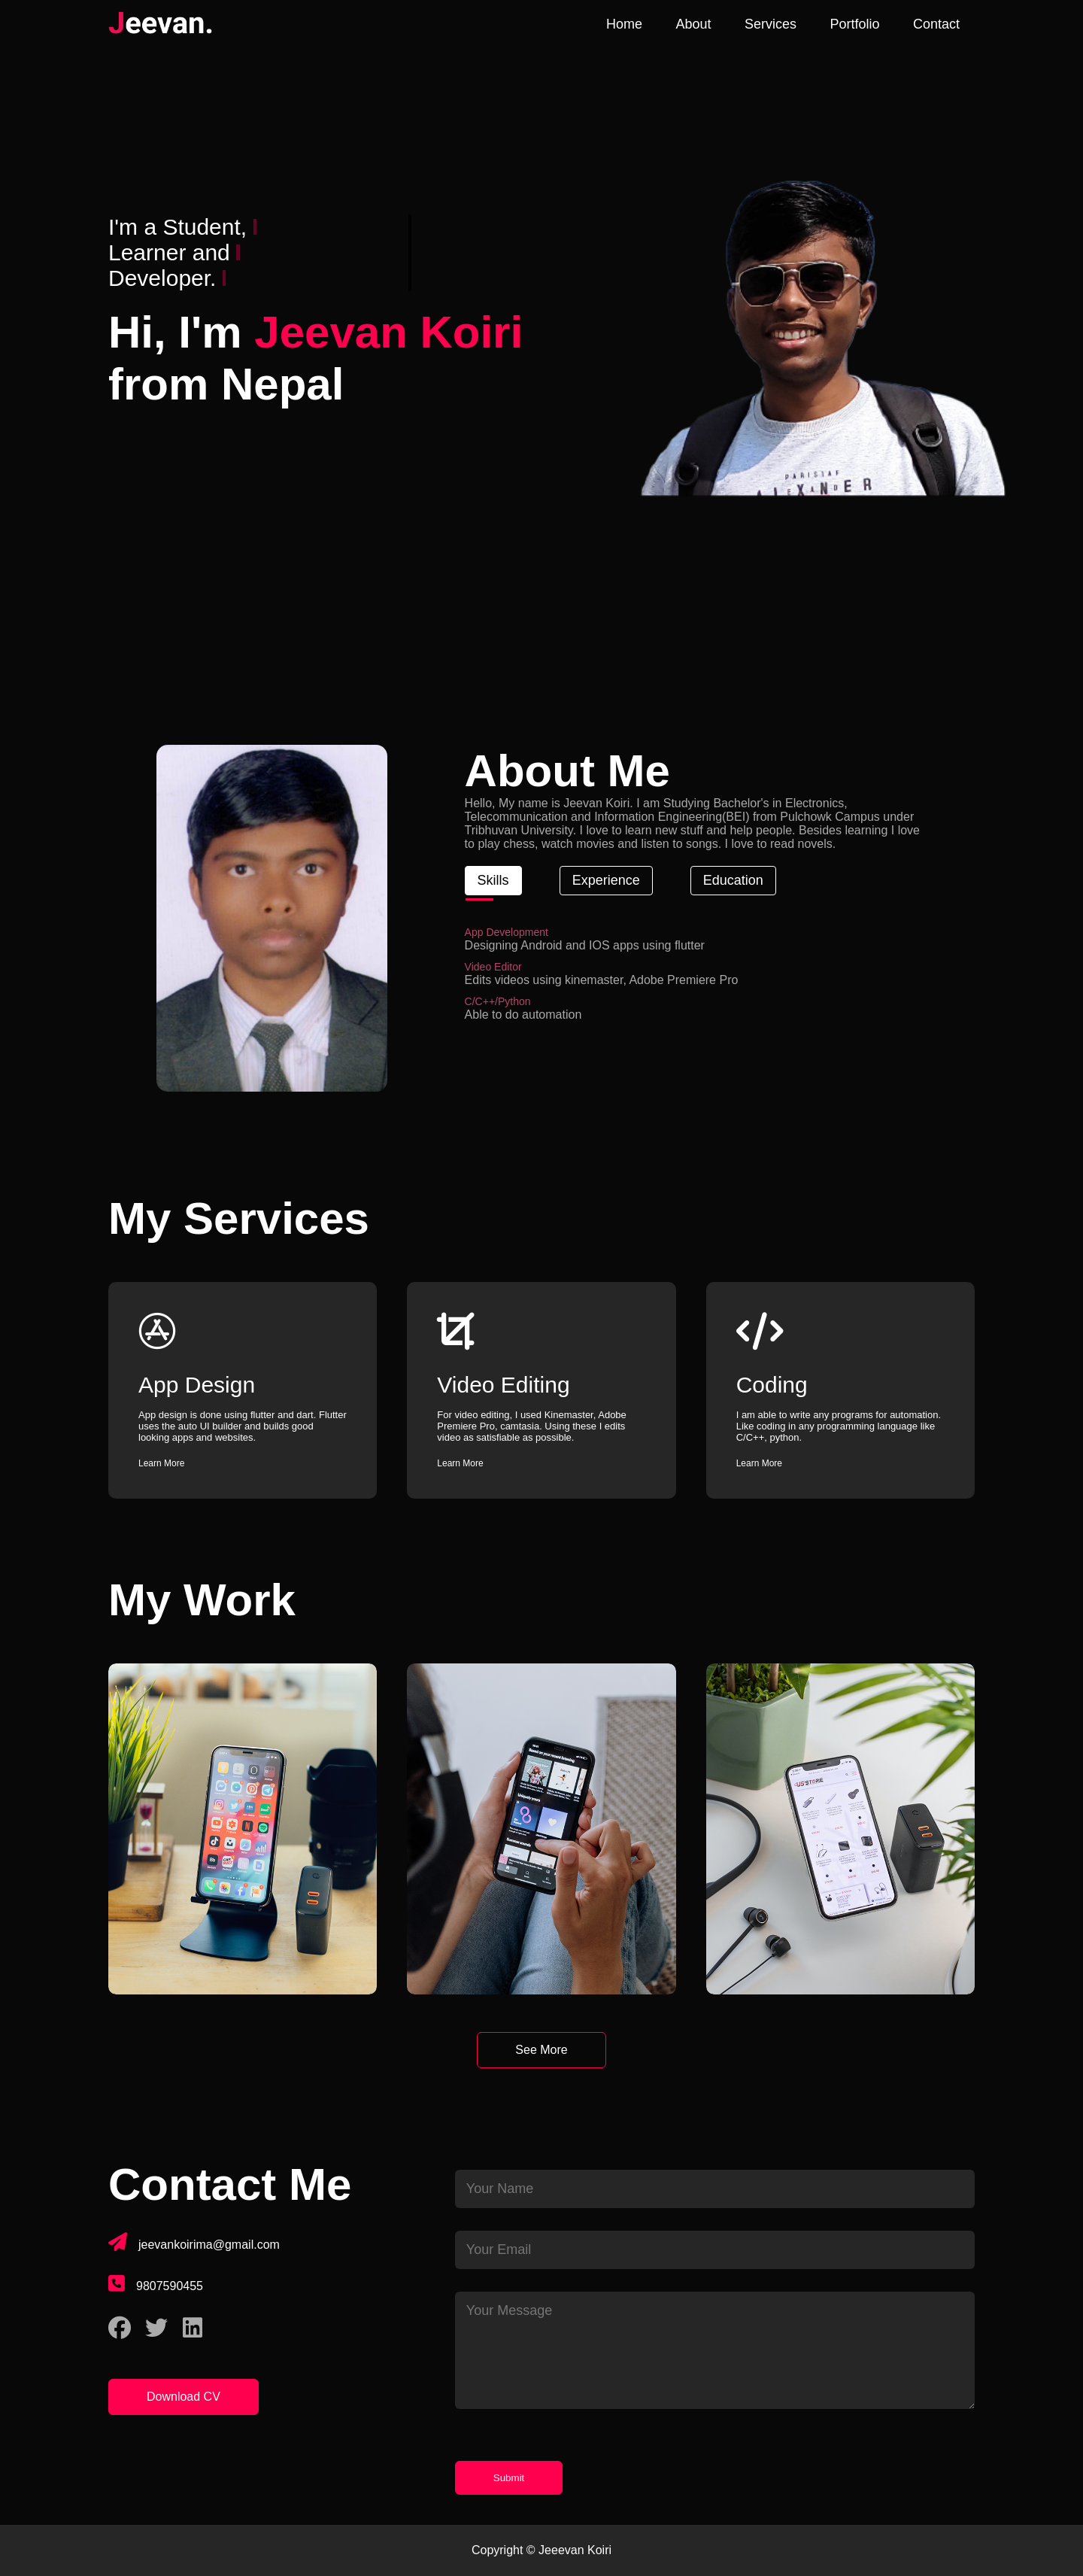 Jeevan.
Home About Services Portfolio Contact
I'm a Student,
Learner and
Developer.
Hi, I'm Jeevan Koiri
from Nepal
PARISIAF
About Me
Hello, My name is Jeevan Koiri. I am Studying Bachelor's in Electronics,
Telecommunication and Information Engineering(BEI) from Pulchowk Campus under
Tribhuvan University. I love to learn new stuff and help people. Besides learning I love
to play chess, watch movies and listen to songs. I love to read novels.
Skills Experience Education
App Development
Designing Android and IOS apps using flutter
Video Editor
Edits videos using kinemaster, Adobe Premiere Pro
C/C++/Python
Able to do automation
My Services
App Design
App design is done using flutter and dart. Flutter
uses the auto UI builder and builds good
looking apps and websites.
Learn More
Video Editing
For video editing, I used Kinemaster, Adobe
Premiere Pro, camtasia. Using these I edits
video as satisfiable as possible.
Learn More
Coding
I am able to write any programs for automation.
Like coding in any programming language like
C/C++, python.
Learn More
My Work
See More
Contact Me
jeevankoirima@gmail.com
9807590455
Download CV
Your Name
Your Email
Your Message
Submit
Copyright © Jeeevan Koiri